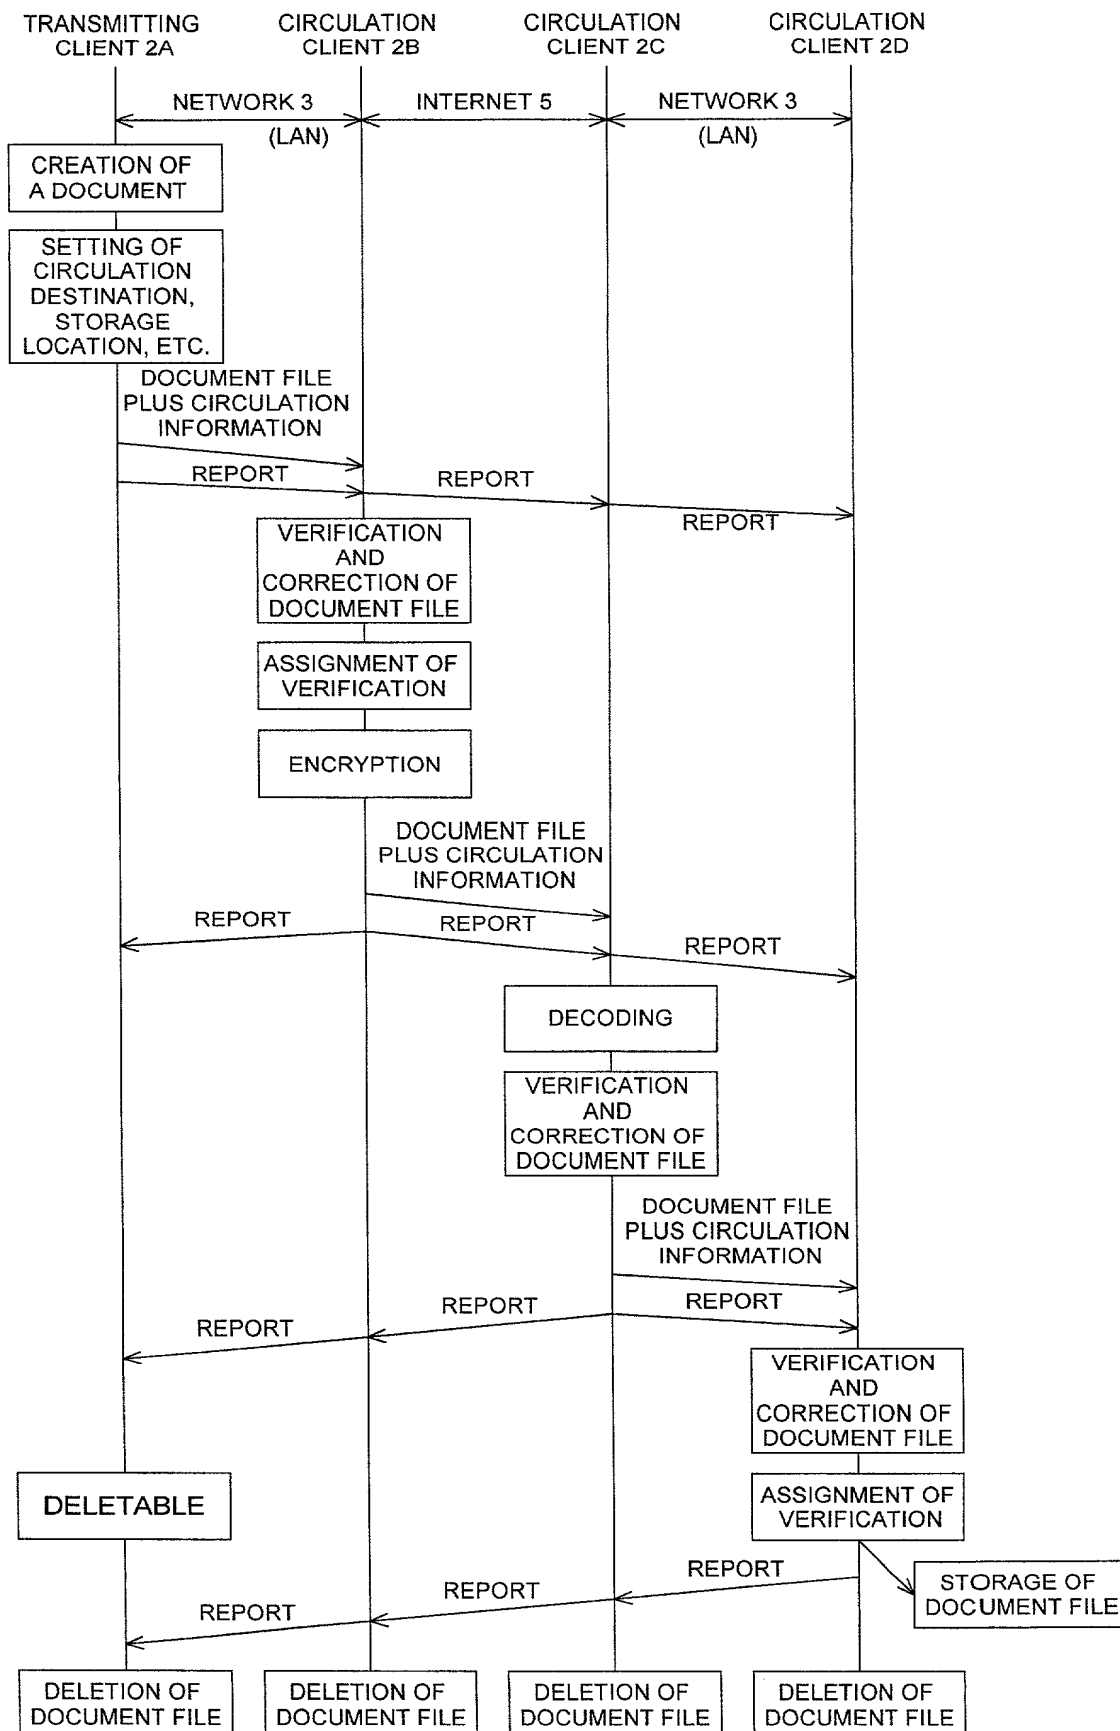 TRANSMITTING
CLIENT 2A
CIRCULATION
CLIENT 2B
CIRCULATION
CLIENT 2C
CIRCULATION
CLIENT 2D
NETWORK 3
(LAN)
INTERNET 5
NETWORK 3
(LAN)
CREATION OF
A DOCUMENT
SETTING OF
CIRCULATION
DESTINATION,
STORAGE
LOCATION, ETC.
DOCUMENT FILE
PLUS CIRCULATION
INFORMATION
REPORT
REPORT
REPORT
VERIFICATION
AND
CORRECTION OF
DOCUMENT FILE
ASSIGNMENT OF
VERIFICATION
ENCRYPTION
DOCUMENT FILE
PLUS CIRCULATION
INFORMATION
REPORT
REPORT
REPORT
DECODING
VERIFICATION
AND
CORRECTION OF
DOCUMENT FILE
DOCUMENT FILE
PLUS CIRCULATION
INFORMATION
REPORT
REPORT
REPORT
VERIFICATION
AND
CORRECTION OF
DOCUMENT FILE
DELETABLE
ASSIGNMENT OF
VERIFICATION
STORAGE OF
DOCUMENT FILE
REPORT
REPORT
REPORT
DELETION OF
DOCUMENT FILE
DELETION OF
DOCUMENT FILE
DELETION OF
DOCUMENT FILE
DELETION OF
DOCUMENT FILE